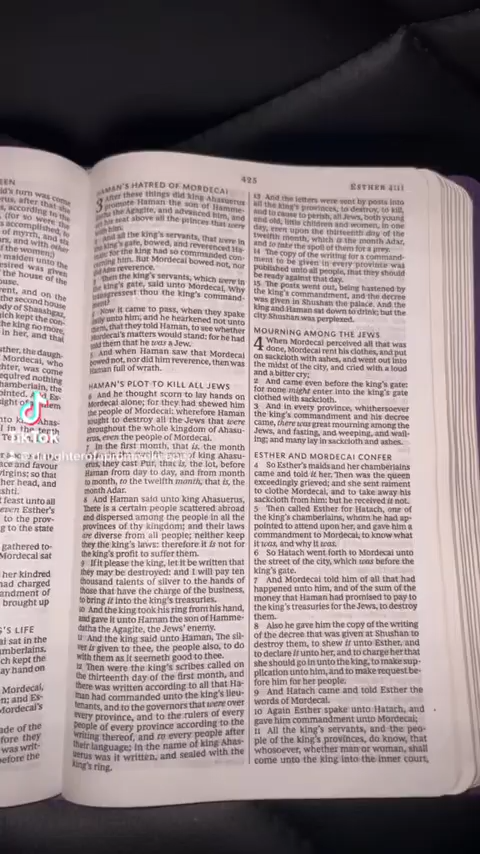 425
ESTHER 4:11
HAMAN'S HATRED OF MORDECAI
3 After these things did king Ahasuerus
promote Haman the son of Hamme-
datha the Agagite, and advanced him, and
set his seat above all the princes that were
with him.
2 And all the king's servants, that were in
the king's gate, bowed, and reverenced Ha-
man: for the king had so commanded con-
cerning him. But Mordecai bowed not, nor
did him reverence.
3 Then the king's servants, which were in
the king's gate, said unto Mordecai, Why
transgressest thou the king's command-
ment?
4 Now it came to pass, when they spake
daily unto him, and he hearkened not unto
them, that they told Haman, to see whether
Mordecai's matters would stand: for he had
told them that he was a Jew.
5 And when Haman saw that Mordecai
bowed not, nor did him reverence, then was
Haman full of wrath.
HAMAN'S PLOT TO KILL ALL JEWS
6 And he thought scorn to lay hands on
Mordecai alone; for they had shewed him
the people of Mordecai: wherefore Haman
sought to destroy all the Jews that were
throughout the whole kingdom of Ahasu-
erus, even the people of Mordecai.
7 In the first month, that is, the month
of king Ahasu-
erus, they cast Pur, that is, the lot, before
Haman from day to day, and from month
to month, to the twelfth month, that is, the
month Adar.
8 And Haman said unto king Ahasuerus,
There is a certain people scattered abroad
and dispersed among the people in all the
provinces of thy kingdom; and their laws
are diverse from all people; neither keep
they the king's laws: therefore it is not for
the king's profit to suffer them.
9 If it please the king, let it be written that
they may be destroyed: and I will pay ten
thousand talents of silver to the hands of
those that have the charge of the business,
to bring it into the king's treasuries.
10 And the king took his ring from his hand,
and gave it unto Haman the son of Hamme-
datha the Agagite, the Jews' enemy.
11 And the king said unto Haman, The sil-
ver is given to thee, the people also, to do
with them as it seemeth good to thee.
12 Then were the king's scribes called on
the thirteenth day of the first month, and
there was written according to all that Ha-
man had commanded unto the king's lieu-
tenants, and to the governors that were over
every province, and to the rulers of every
people of every province according to the
writing thereof, and to every people after
their language; in the name of king Ahas-
uerus was it written, and sealed with the
king's ring.
13 And the letters were sent by posts into
all the king's provinces, to destroy, to kill,
and to cause to perish, all Jews, both young
and old, little children and women, in one
day, even upon the thirteenth day of the
twelfth month, which is the month Adar,
and to take the spoil of them for a prey.
14 The copy of the writing for a command-
ment to be given in every province was
published unto all people, that they should
be ready against that day.
15 The posts went out, being hastened by
the king's commandment, and the decree
was given in Shushan the palace. And the
king and Haman sat down to drink; but the
city Shushan was perplexed.
MOURNING AMONG THE JEWS
4 When Mordecai perceived all that was
done, Mordecai rent his clothes, and put
on sackcloth with ashes, and went out into
the midst of the city, and cried with a loud
and a bitter cry;
2 And came even before the king's gate:
for none might enter into the king's gate
clothed with sackcloth.
3 And in every province, whithersoever
the king's commandment and his decree
came, there was great mourning among the
Jews, and fasting, and weeping, and wail-
ing; and many lay in sackcloth and ashes.
ESTHER AND MORDECAI CONFER
4 So Esther's maids and her chamberlains
came and told it her. Then was the queen
exceedingly grieved; and she sent raiment
to clothe Mordecai, and to take away his
sackcloth from him: but he received it not.
5 Then called Esther for Hatach, one of
the king's chamberlains, whom he had ap-
pointed to attend upon her, and gave him a
commandment to Mordecai, to know what
it was, and why it was.
6 So Hatach went forth to Mordecai unto
the street of the city, which was before the
king's gate.
7 And Mordecai told him of all that had
happened unto him, and of the sum of the
money that Haman had promised to pay to
the king's treasuries for the Jews, to destroy
them.
8 Also he gave him the copy of the writing
of the decree that was given at Shushan to
destroy them, to shew it unto Esther, and
to declare it unto her, and to charge her that
she should go in unto the king, to make sup-
plication unto him, and to make request be-
fore him for her people.
9 And Hatach came and told Esther the
words of Mordecai.
10 Again Esther spake unto Hatach, and
gave him commandment unto Mordecai;
11 All the king's servants, and the peo-
ple of the king's provinces, do know, that
whosoever, whether man or woman, shall
come unto the king into the inner court,
TikTok